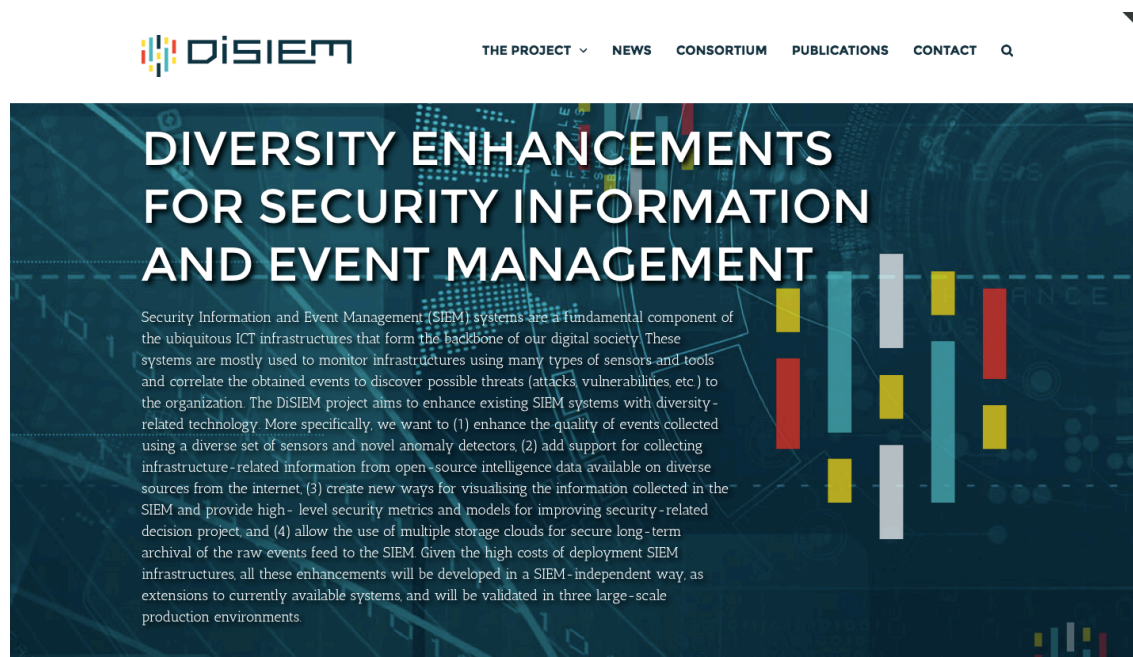 DiSIEM
THE PROJECT
NEWS
CONSORTIUM
PUBLICATIONS
CONTACT
DIVERSITY ENHANCEMENTS
FOR SECURITY INFORMATION
AND EVENT MANAGEMENT
Security Information and Event Management (SIEM) systems are a fundamental component of
the ubiquitous ICT infrastructures that form the backbone of our digital society. These
systems are mostly used to monitor infrastructures using many types of sensors and tools
and correlate the obtained events to discover possible threats (attacks, vulnerabilities, etc.) to
the organization. The DiSIEM project aims to enhance existing SIEM systems with diversity-
related technology. More specifically, we want to (1) enhance the quality of events collected
using a diverse set of sensors and novel anomaly detectors, (2) add support for collecting
infrastructure-related information from open-source intelligence data available on diverse
sources from the internet, (3) create new ways for visualising the information collected in the
SIEM and provide high- level security metrics and models for improving security-related
decision project, and (4) allow the use of multiple storage clouds for secure long-term
archival of the raw events feed to the SIEM. Given the high costs of deployment SIEM
infrastructures, all these enhancements will be developed in a SIEM-independent way, as
extensions to currently available systems, and will be validated in three large-scale
production environments.